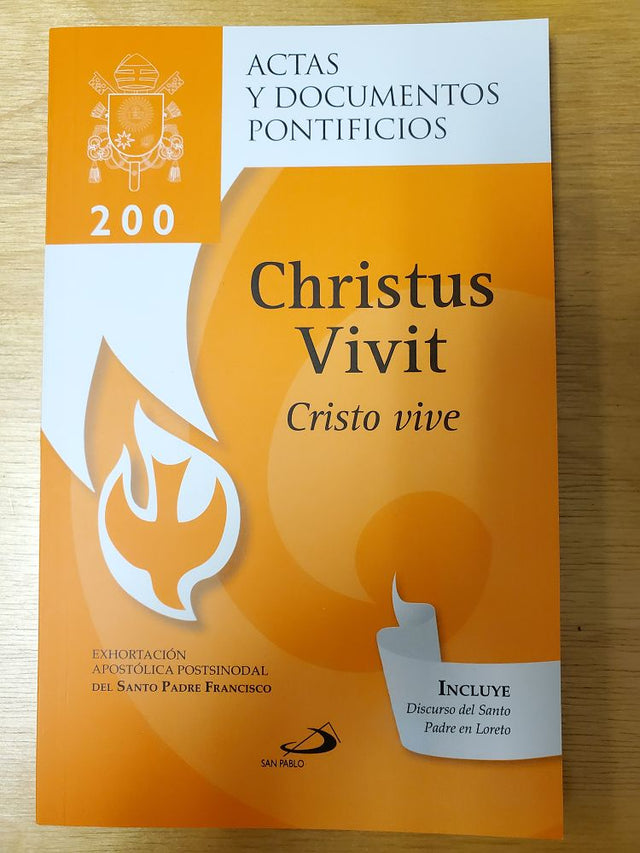 ACTAS
Y DOCUMENTOS
PONTIFICIOS
200
Christus
Vivit
Cristo vive
EXHORTACIÓN
APOSTÓLICA POSTSINODAL
DEL SANTO PADRE FRANCISCO
INCLUYE
Discurso del Santo
Padre en Loreto
SAN PABLO